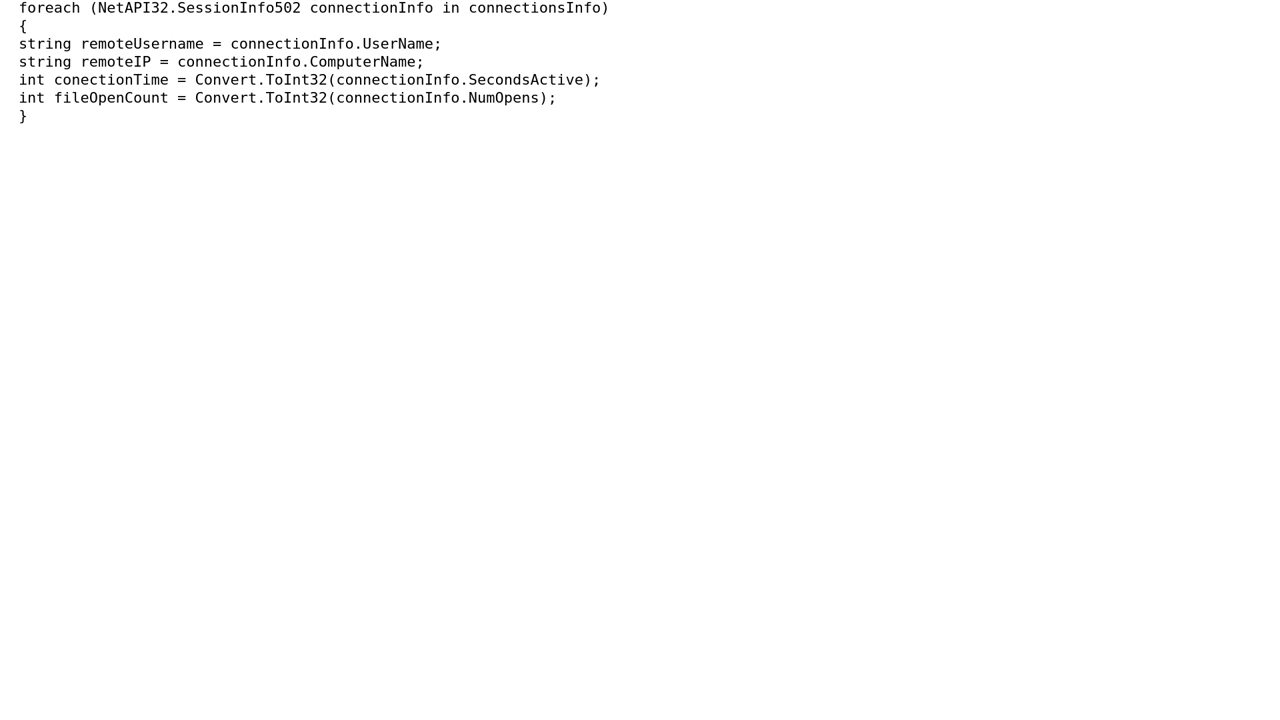 foreach (NetAPI32.SessionInfo502 connectionInfo in connectionsInfo)
{
string remoteUsername = connectionInfo.UserName;
string remoteIP = connectionInfo.ComputerName;
int conectionTime = Convert.ToInt32(connectionInfo.SecondsActive);
int fileOpenCount = Convert.ToInt32(connectionInfo.NumOpens);
}